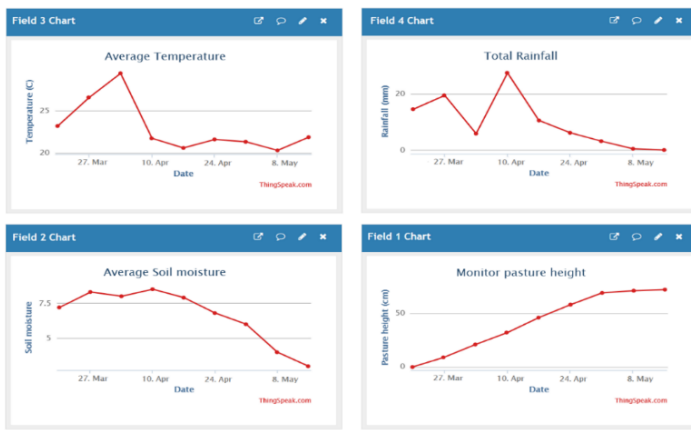 Field 3 Chart
Average Temperature
Temperature (C)
25
20
27. Mar
10. Apr
24. Apr
8. May
Date
ThingSpeak.com
Field 4 Chart
Total Rainfall
Rainfall (mm)
20
0
27. Mar
10. Apr
24. Apr
8. May
Date
ThingSpeak.com
Field 2 Chart
Average Soil moisture
Soil moisture
7.5
5
27. Mar
10. Apr
24. Apr
8. May
Date
ThingSpeak.com
Field 1 Chart
Monitor pasture height
Pasture height (cm)
50
0
27. Mar
10. Apr
24. Apr
8. May
Date
ThingSpeak.com